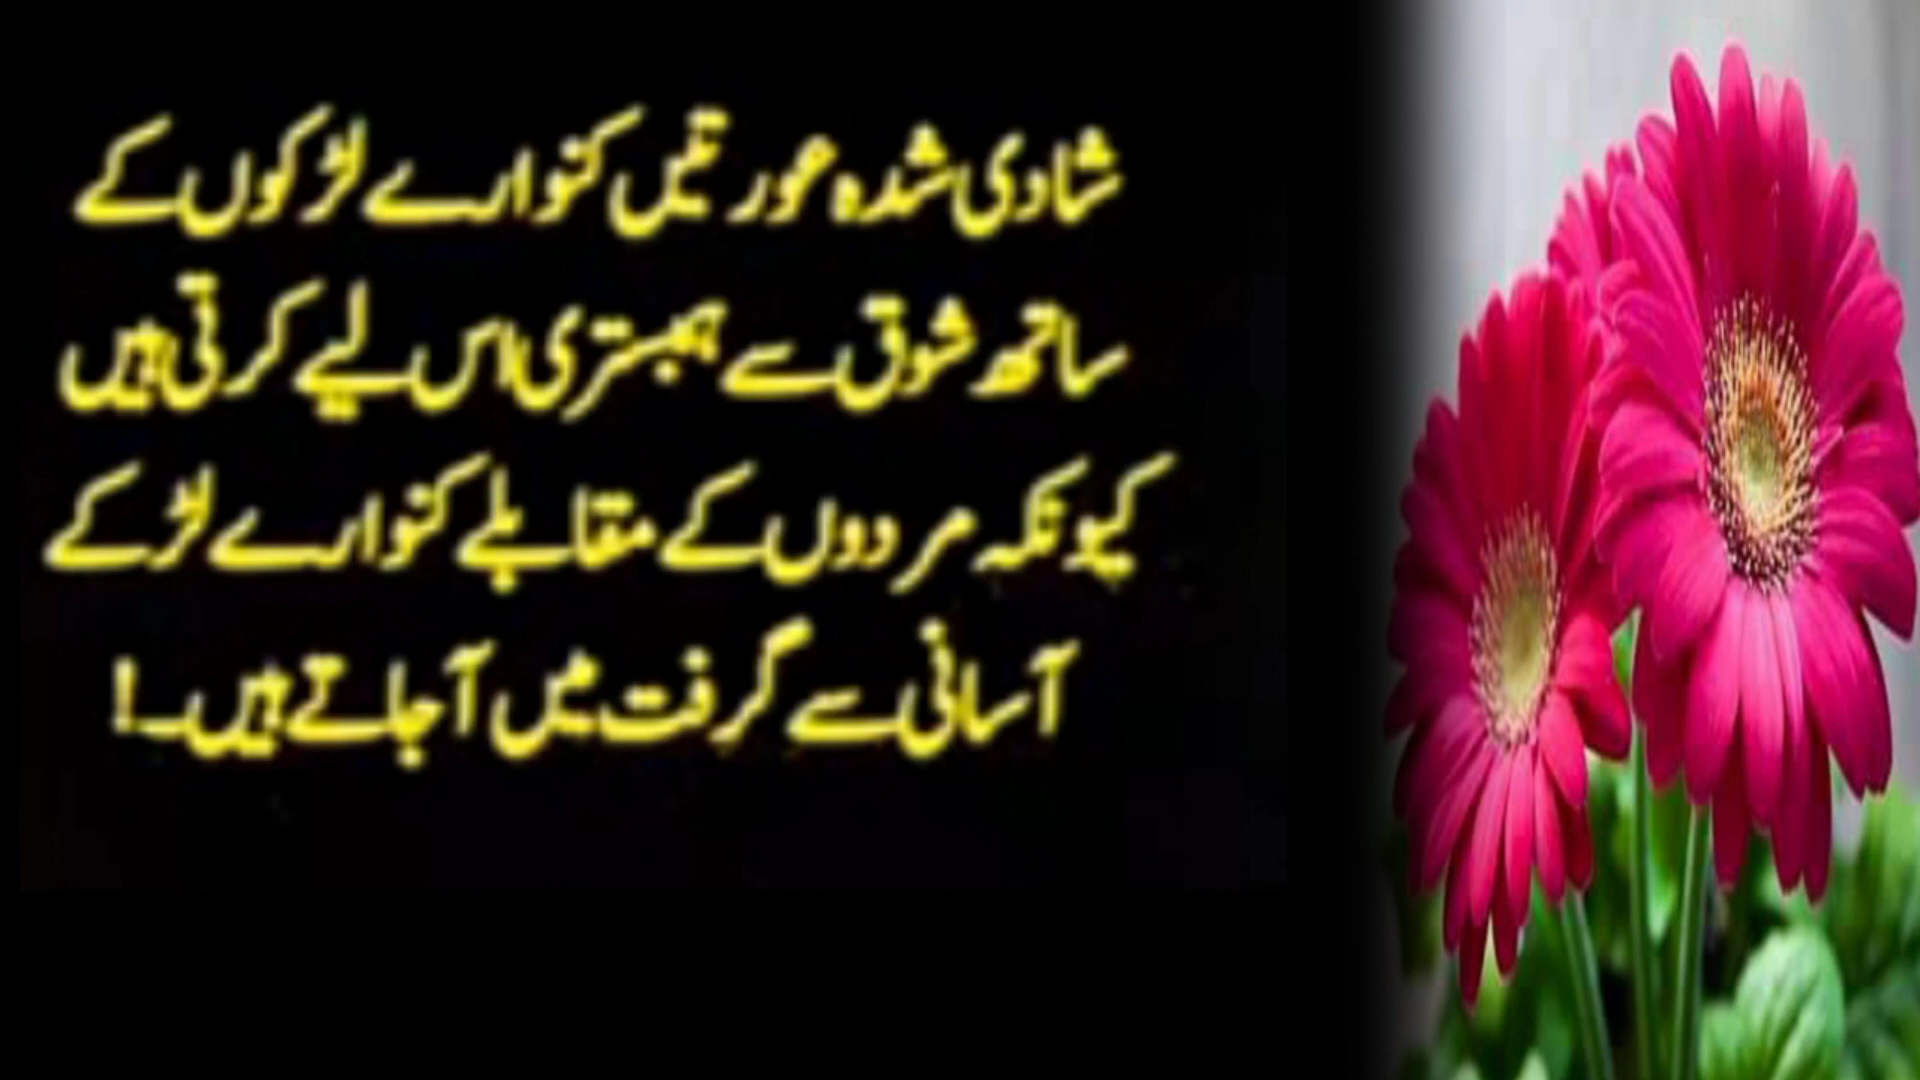 شادی شدہ عورتیں کنوارے لڑکوں کے
ساتھ شوق سے ہمبستری اس لیے کرتی ہیں
کیونکہ مردوں کے مقابلے کنوارے لڑکے
آسانی سے گرفت میں آجاتے ہیں۔!